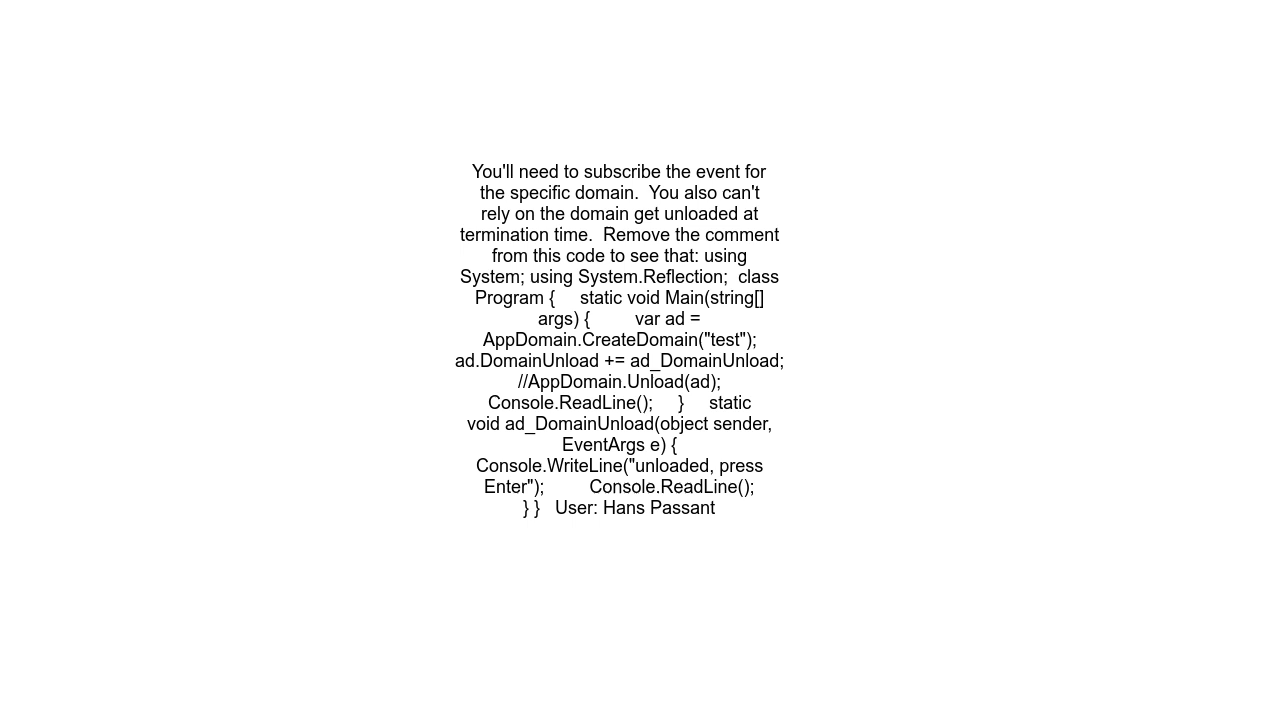 You'll need to subscribe the event for
the specific domain.  You also can't
rely on the domain get unloaded at
termination time.  Remove the comment
from this code to see that: using
System; using System.Reflection;  class
Program {     static void Main(string[]
args) {         var ad =
AppDomain.CreateDomain("test");
ad.DomainUnload += ad_DomainUnload;
//AppDomain.Unload(ad);
Console.ReadLine();     }     static
void ad_DomainUnload(object sender,
EventArgs e) {
Console.WriteLine("unloaded, press
Enter");         Console.ReadLine();
} }   User: Hans Passant